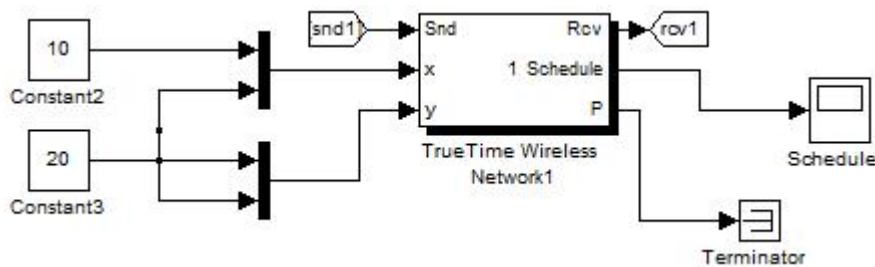 [snd1]
Snd
Rcv
rcv1
10
Constant2
x
1 Schedule
y
P
20
Constant3
TrueTime Wireless
Network1
Schedule
Terminator